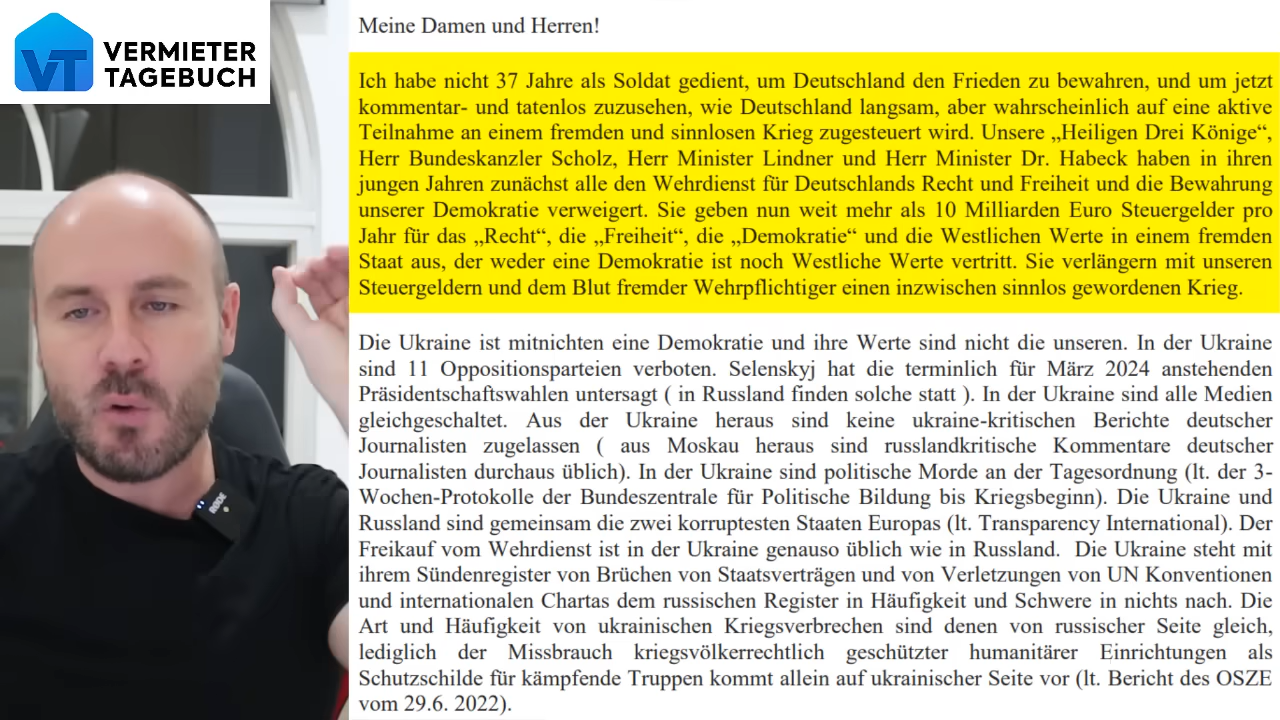 VT VERMIETER
TAGEBUCH
RODE
Meine Damen und Herren!
Ich habe nicht 37 Jahre als Soldat gedient, um Deutschland den Frieden zu bewahren, und um jetzt
kommentar- und tatenlos zuzusehen, wie Deutschland langsam, aber wahrscheinlich auf eine aktive
Teilnahme an einem fremden und sinnlosen Krieg zugesteuert wird. Unsere „Heiligen Drei Könige“,
Herr Bundeskanzler Scholz, Herr Minister Lindner und Herr Minister Dr. Habeck haben in ihren
jungen Jahren zunächst alle den Wehrdienst für Deutschlands Recht und Freiheit und die Bewahrung
unserer Demokratie verweigert. Sie geben nun weit mehr als 10 Milliarden Euro Steuergelder pro
Jahr für das „Recht“, die „Freiheit“, die „Demokratie“ und die Westlichen Werte in einem fremden
Staat aus, der weder eine Demokratie ist noch Westliche Werte vertritt. Sie verlängern mit unseren
Steuergeldern und dem Blut fremder Wehrpflichtiger einen inzwischen sinnlos gewordenen Krieg.
Die Ukraine ist mitnichten eine Demokratie und ihre Werte sind nicht die unseren. In der Ukraine
sind 11 Oppositionsparteien verboten. Selenskyj hat die terminlich für März 2024 anstehenden
Präsidentschaftswahlen untersagt ( in Russland finden solche statt ). In der Ukraine sind alle Medien
gleichgeschaltet. Aus der Ukraine heraus sind keine ukraine-kritischen Berichte deutscher
Journalisten zugelassen ( aus Moskau heraus sind russlandkritische Kommentare deutscher
Journalisten durchaus üblich). In der Ukraine sind politische Morde an der Tagesordnung (lt. der 3-
Wochen-Protokolle der Bundeszentrale für Politische Bildung bis Kriegsbeginn). Die Ukraine und
Russland sind gemeinsam die zwei korruptesten Staaten Europas (lt. Transparency International). Der
Freikauf vom Wehrdienst ist in der Ukraine genauso üblich wie in Russland. Die Ukraine steht mit
ihrem Sündenregister von Brüchen von Staatsverträgen und von Verletzungen von UN Konventionen
und internationalen Chartas dem russischen Register in Häufigkeit und Schwere in nichts nach. Die
Art und Häufigkeit von ukrainischen Kriegsverbrechen sind denen von russischer Seite gleich,
lediglich der Missbrauch kriegsvölkerrechtlich geschützter humanitärer Einrichtungen als
Schutzschilde für kämpfende Truppen kommt allein auf ukrainischer Seite vor (lt. Bericht des OSZE
vom 29.6. 2022).